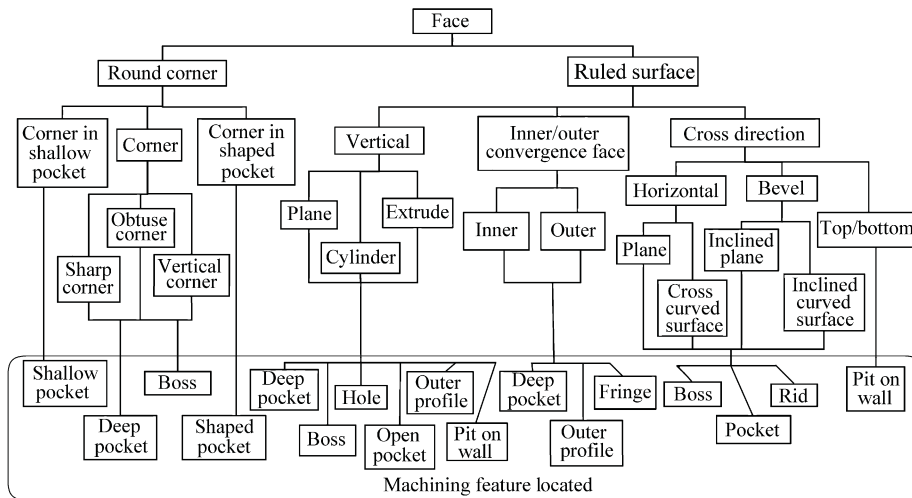 Face
Round corner
Ruled surface
Corner in
shallow
pocket
Corner
Corner in
shaped
pocket
Vertical
Inner/outer
convergence face
Cross direction
Obtuse
corner
Sharp
corner
Vertical
corner
Plane
Cylinder
Extrude
Inner
Outer
Horizontal
Bevel
Top/bottom
Plane
Cross
curved
surface
Inclined
plane
Inclined
curved
surface
Shallow
pocket
Deep
pocket
Boss
Shaped
pocket
Deep
pocket
Boss
Hole
Open
pocket
Outer
profile
Pit on
wall
Deep
pocket
Outer
profile
Fringe
Boss
Pocket
Rid
Pit on
wall
Machining feature located